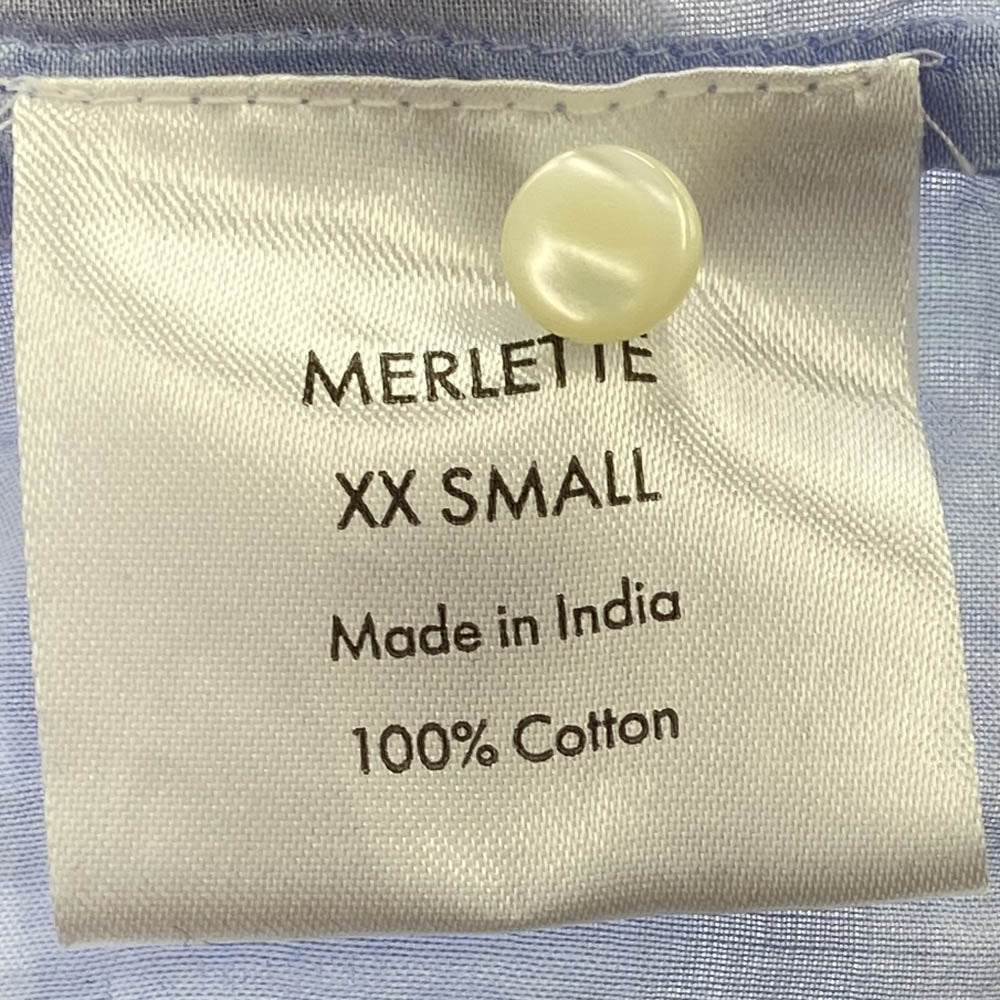 MERLETTE
XX SMALL
Made in India
100% Cotton